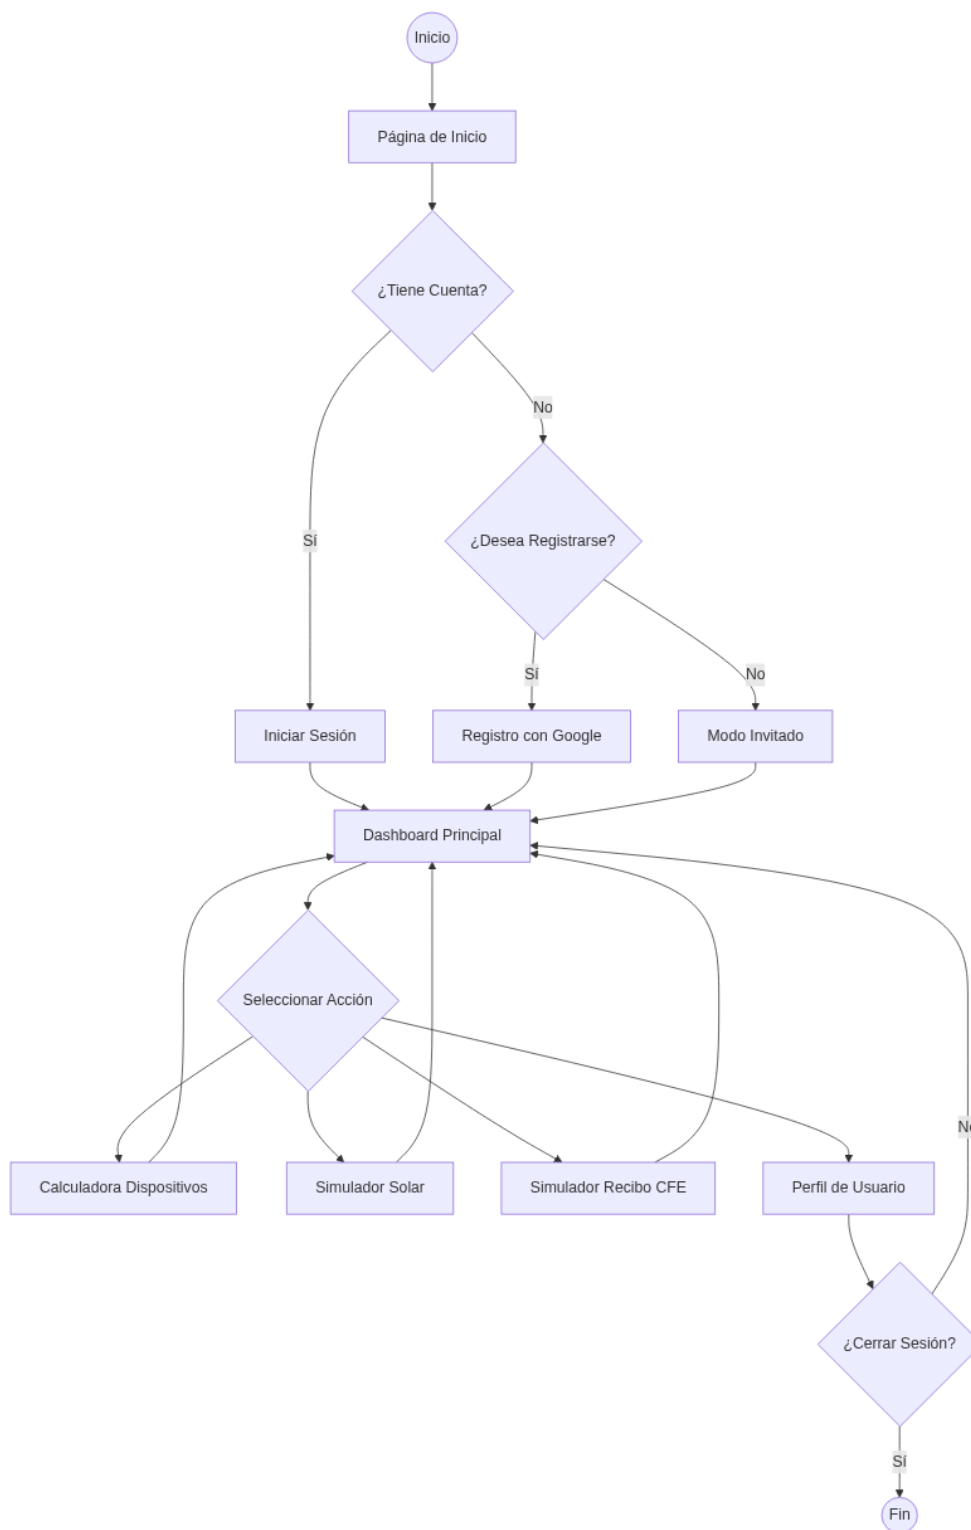 Inicio
Página de Inicio
¿Tiene Cuenta?
No
Sí
¿Desea Registrarse?
Sí
No
Iniciar Sesión
Registro con Google
Modo Invitado
Dashboard Principal
Seleccionar Acción
No
Calculadora Dispositivos
Simulador Solar
Simulador Recibo CFE
Perfil de Usuario
¿Cerrar Sesión?
Sí
Fin